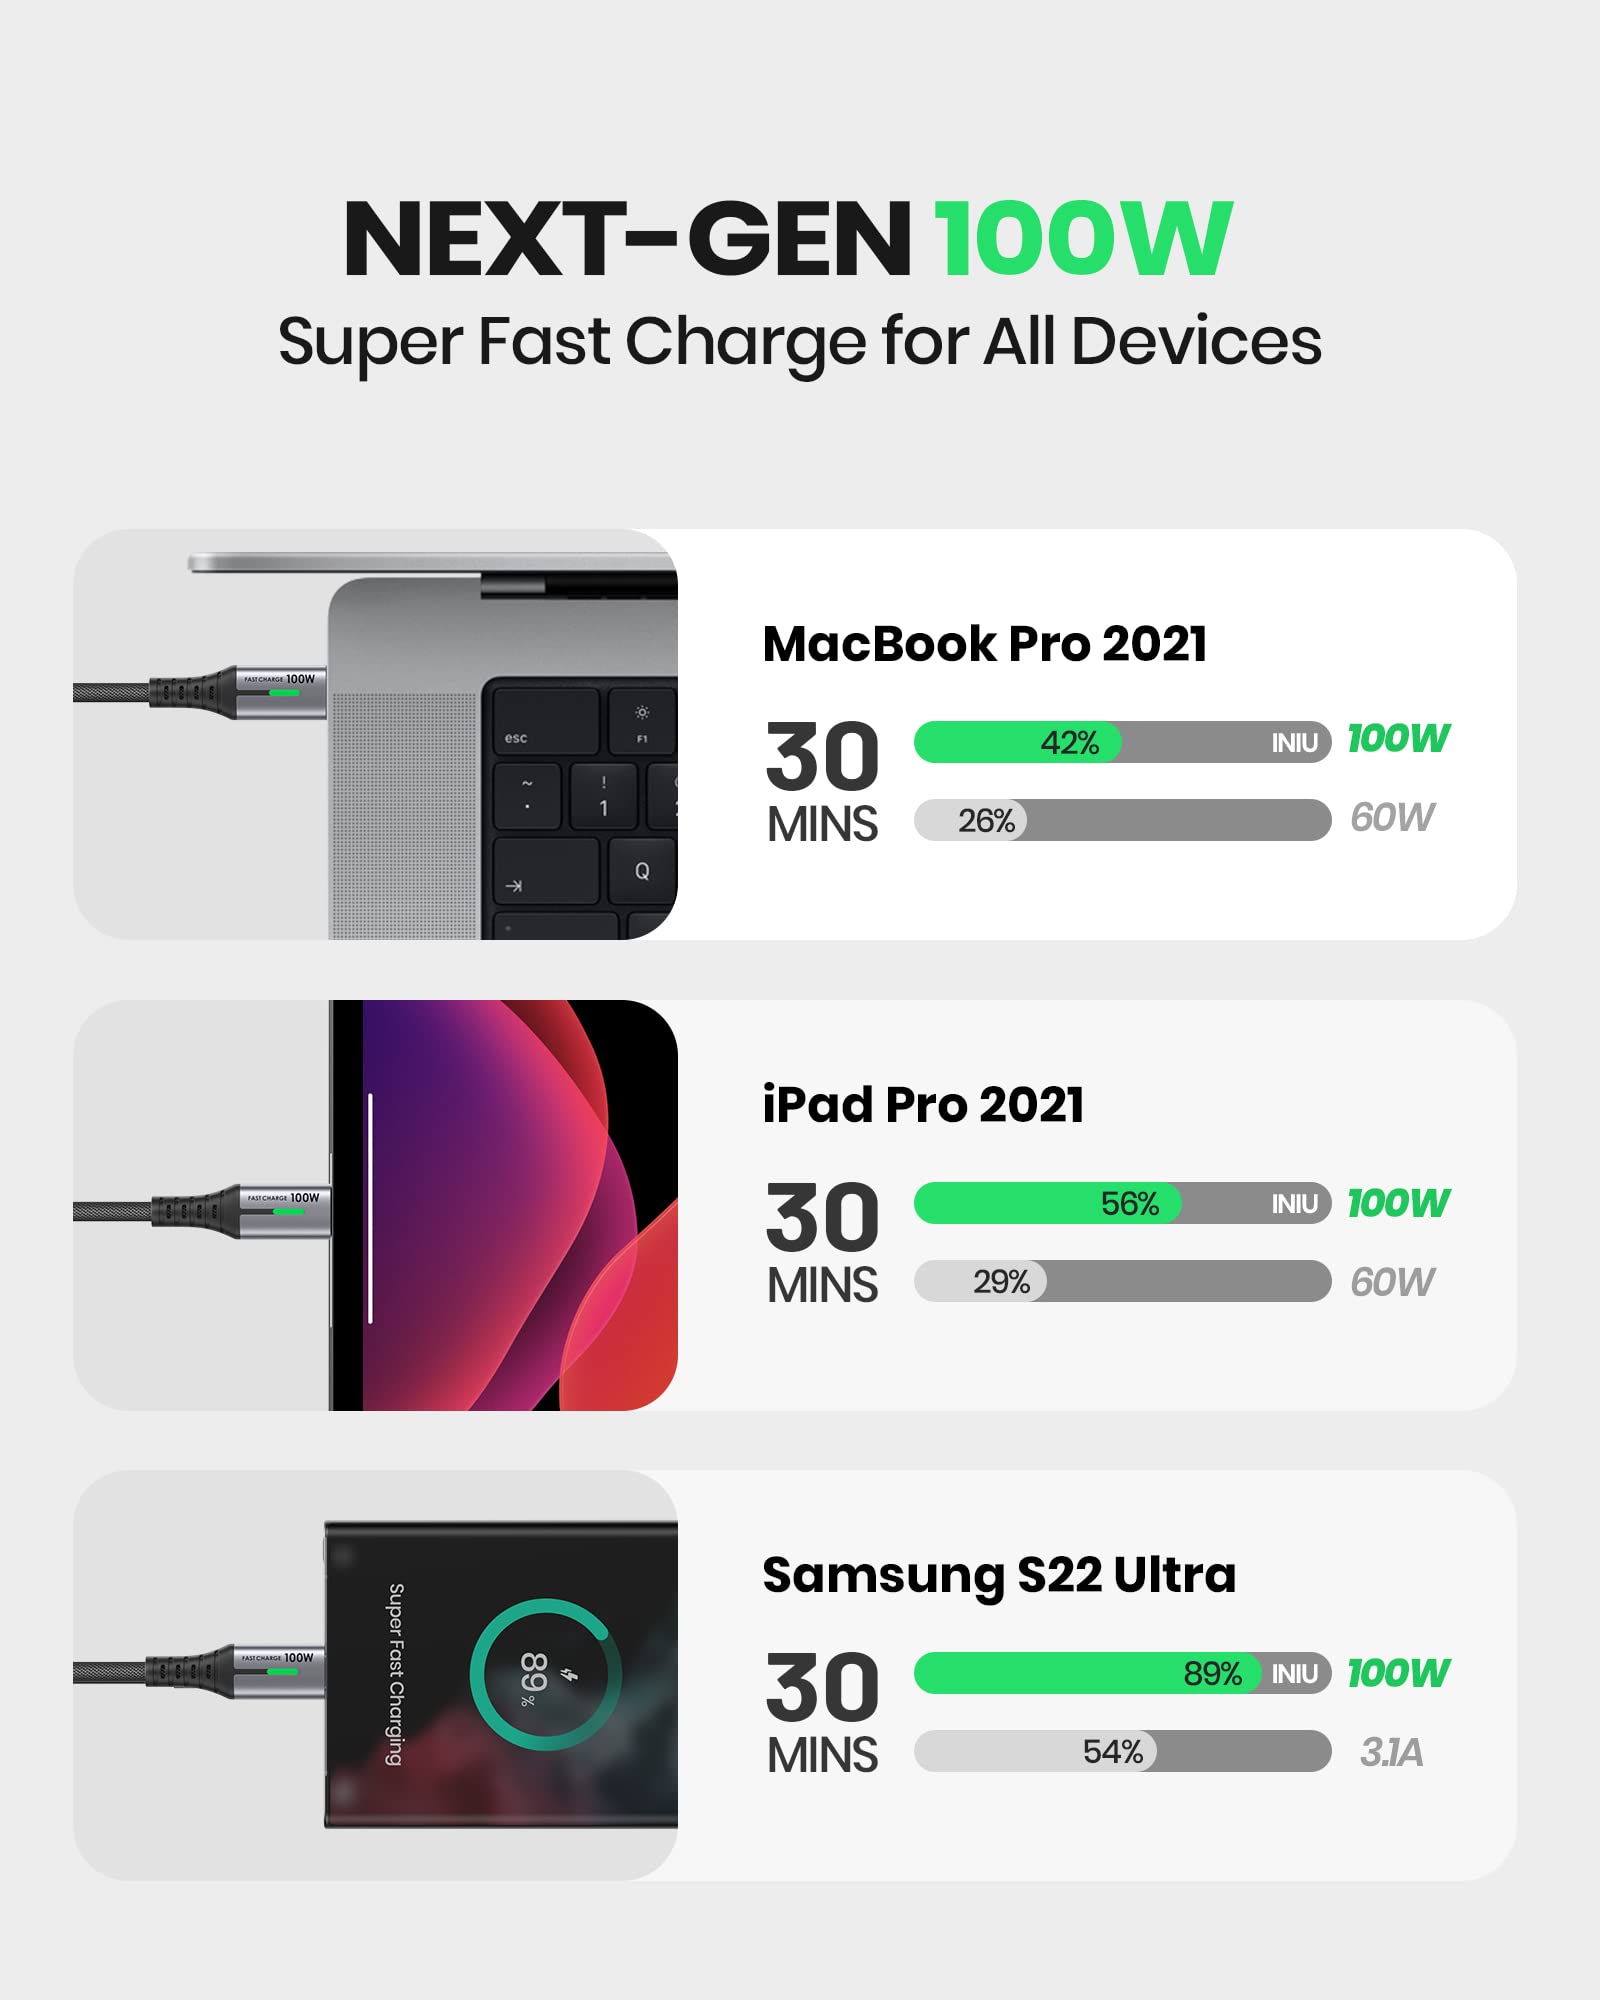 NEXT-GEN 100W
Super Fast Charge for All Devices
FAST CHARGE 100W
esc
F1
~
!
1
Q
MacBook Pro 2021
30
MINS
42%
INIU
100W
26%
60W
FAST CHARGE 100W
iPad Pro 2021
30
MINS
56%
INIU
100W
29%
60W
FAST CHARGE 100W
Super Fast Charging
89%
Samsung S22 Ultra
30
MINS
89%
INIU
100W
54%
3.1A